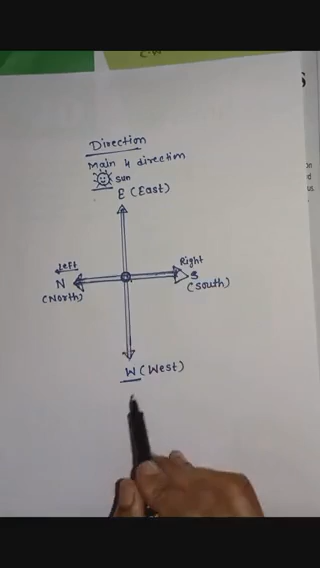 Direction
Main 4 direction
sun
E (East)
Left
Right
N
S
(North)
(South)
W (West)